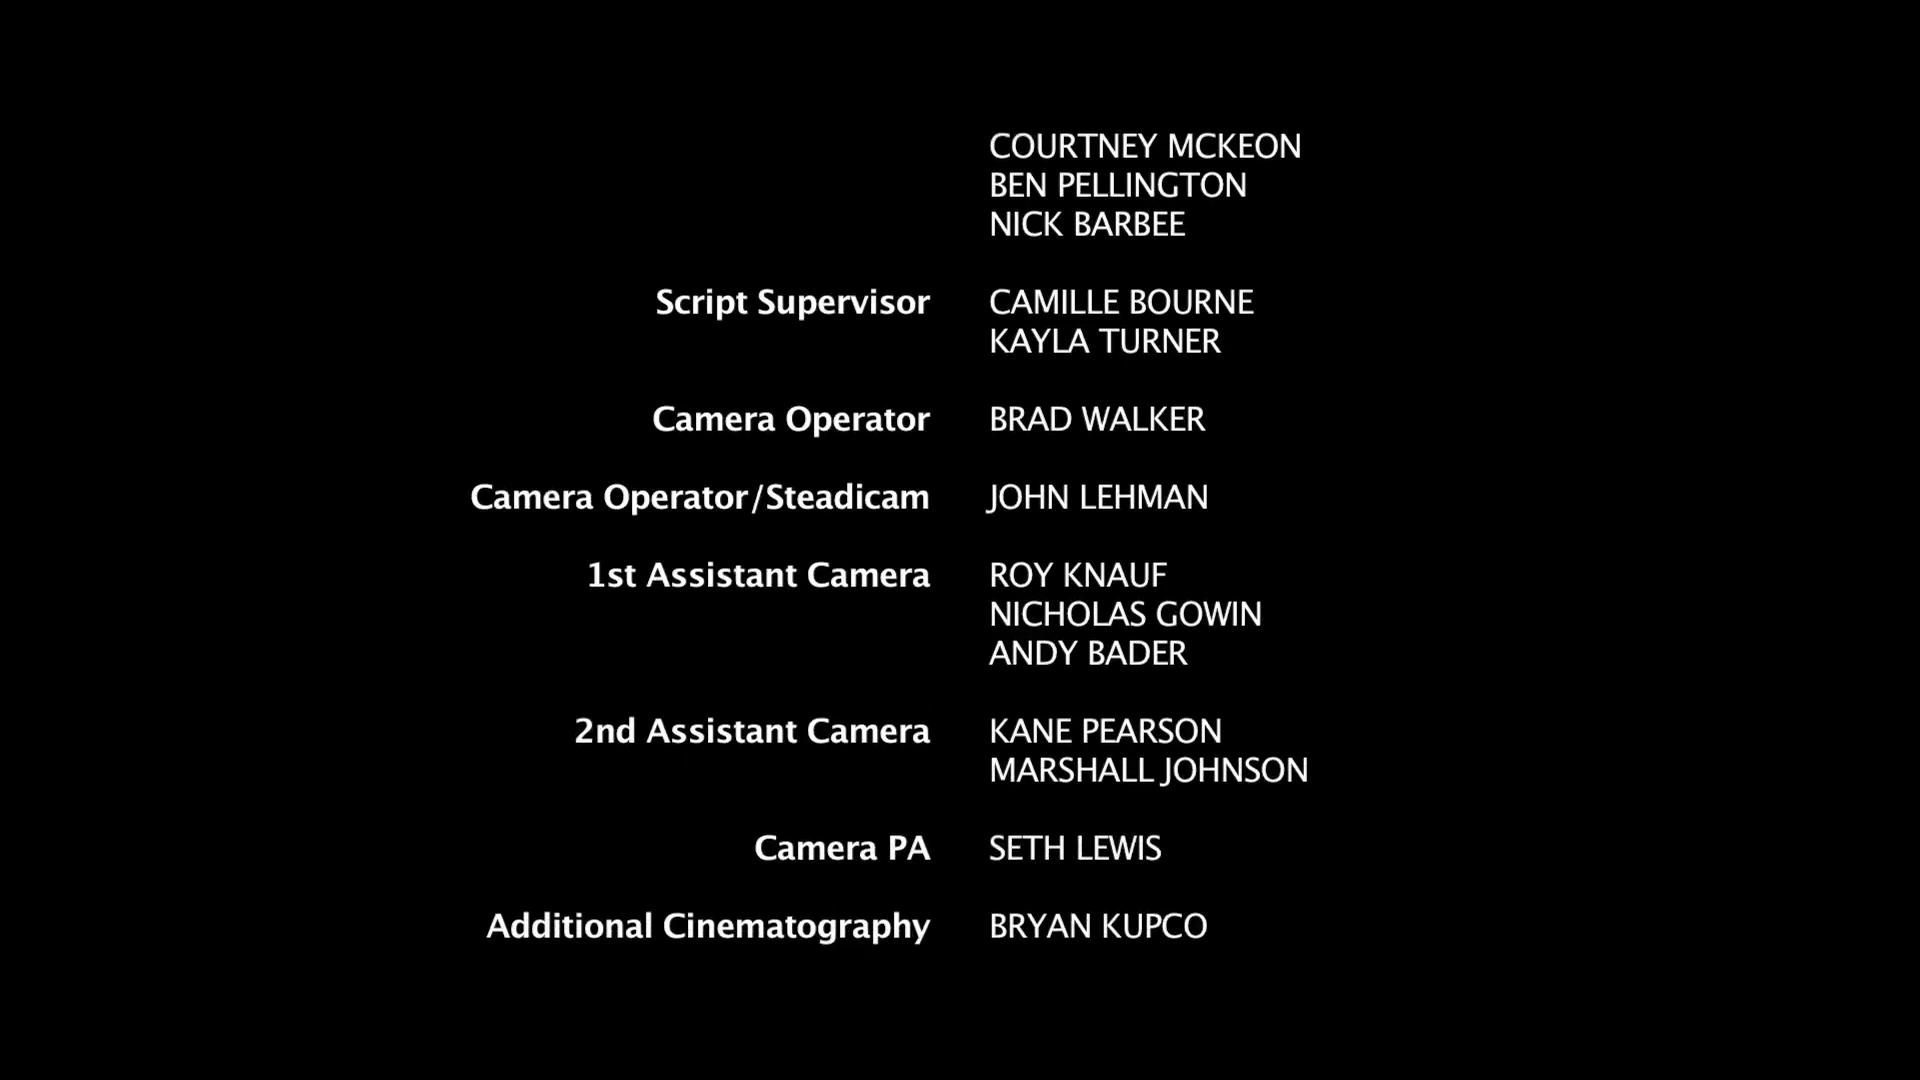 COURTNEY MCKEON
BEN PELLINGTON
NICK BARBEE
Script Supervisor CAMILLE BOURNE
KAYLA TURNER
Camera Operator BRAD WALKER
Camera Operator/Steadicam JOHN LEHMAN
1st Assistant Camera ROY KNAUF
NICHOLAS GOWIN
ANDY BADER
2nd Assistant Camera KANE PEARSON
MARSHALL JOHNSON
Camera PA SETH LEWIS
Additional Cinematography BRYAN KUPCO